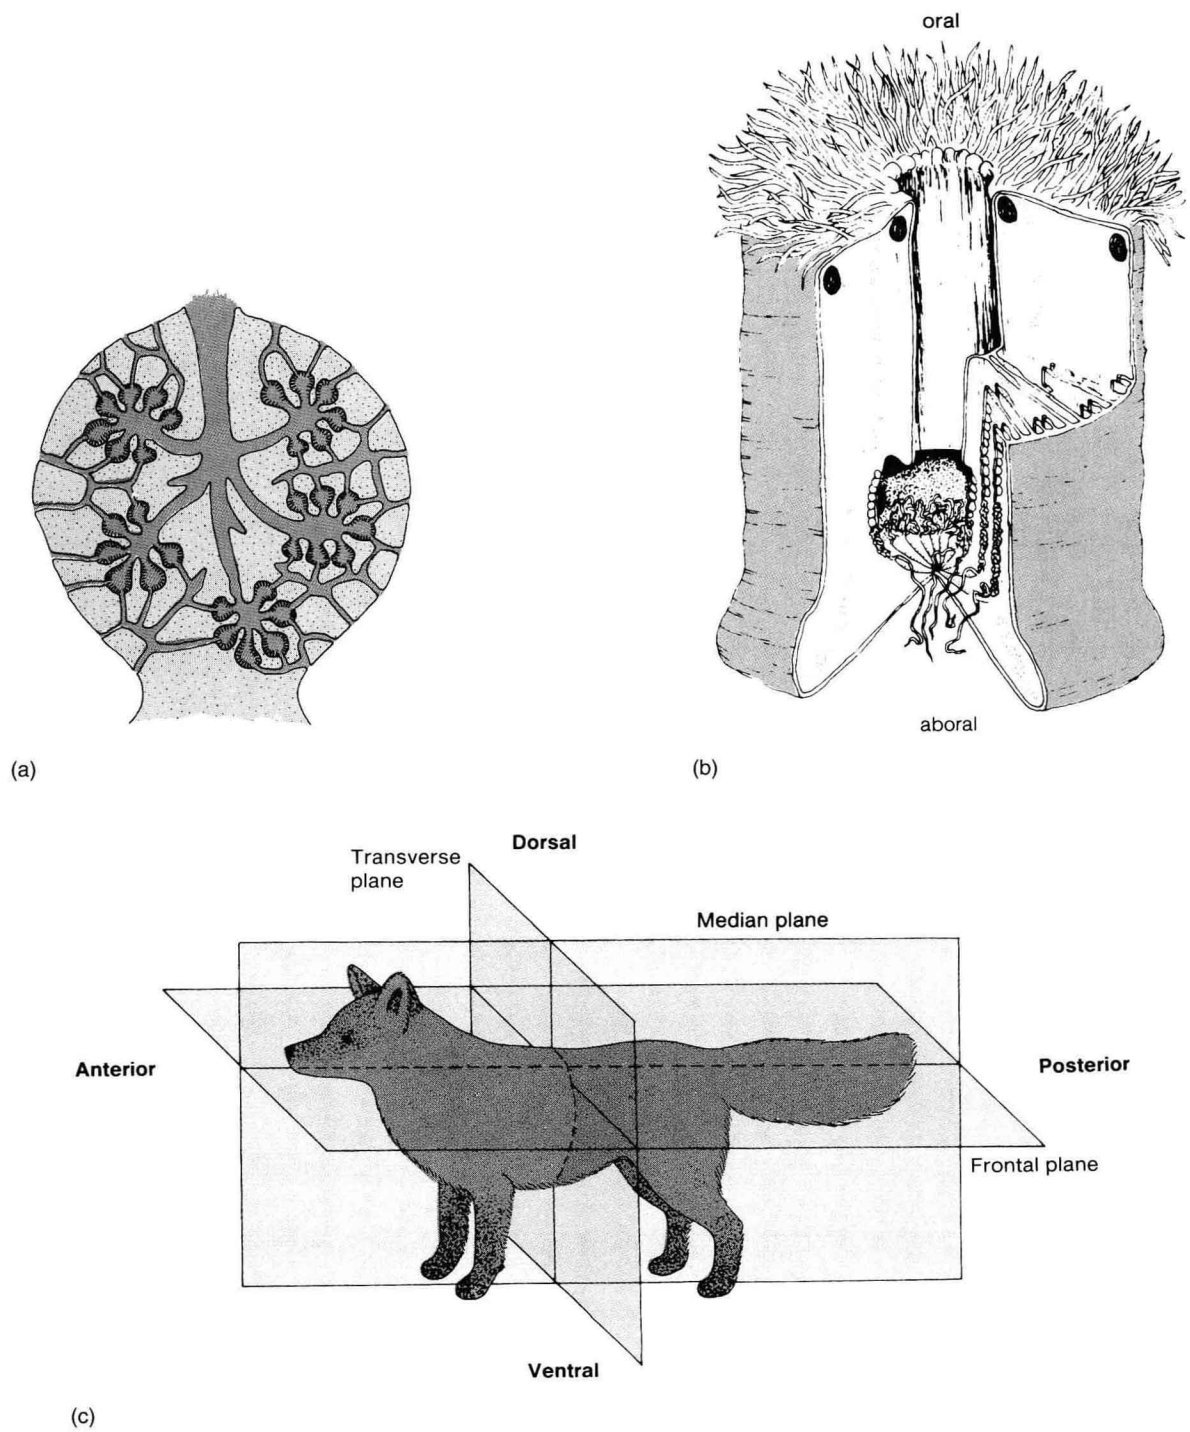 oral
aboral
(a)
(b)
Dorsal
Transverse
plane
Median plane
Anterior
Posterior
Frontal plane
Ventral
(c)